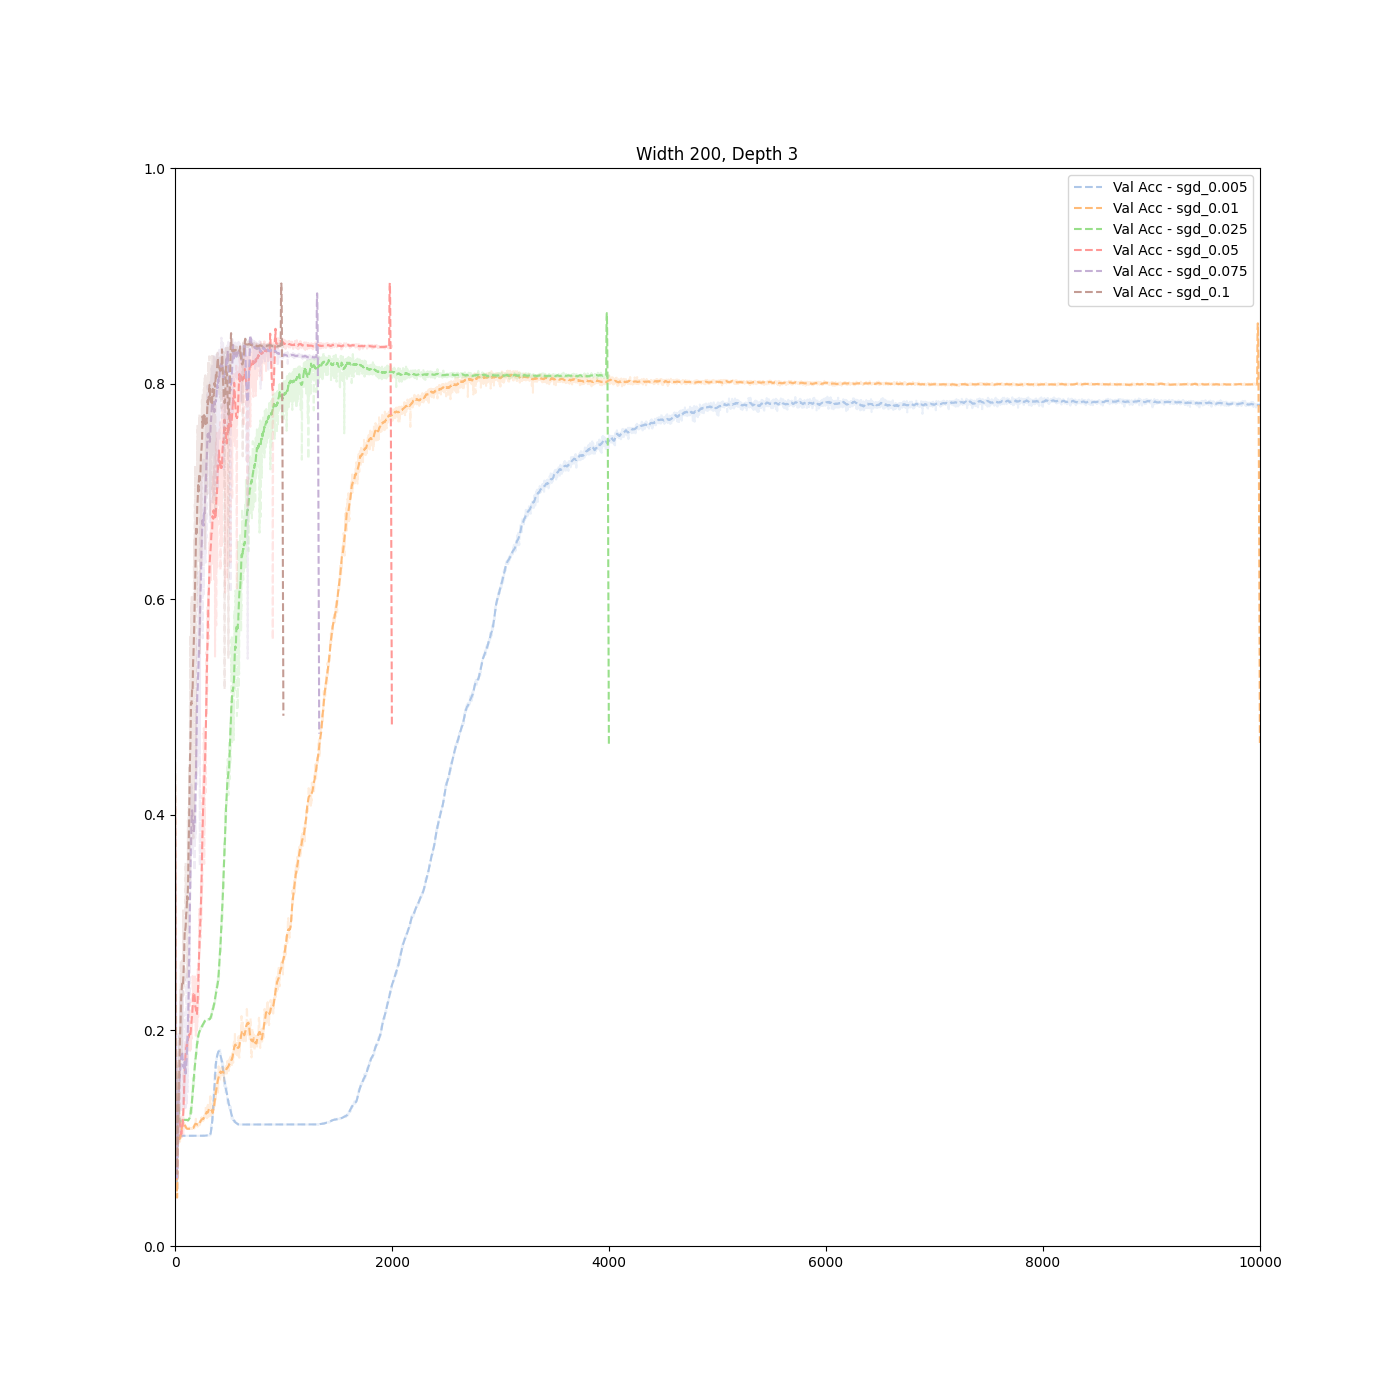 Width 200, Depth 3
1.0
0.8
0.6
0.4
0.2
0.0
0
2000
4000
6000
8000
10000
Val Acc - sgd_0.005
Val Acc - sgd_0.01
Val Acc - sgd_0.025
Val Acc - sgd_0.05
Val Acc - sgd_0.075
Val Acc - sgd_0.1